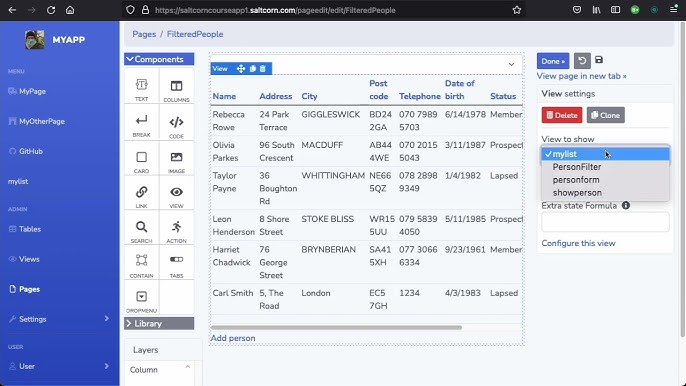 https://saltcorncourseapp1.saltcorn.com/pageedit/edit/FilteredPeople
MYAPP
MENU
MyPage
MyOtherPage
GitHub
mylist
ADMIN
Tables
Views
Pages
Settings
USER
User
Pages / FilteredPeople
Components
TEXT
COLUMNS
BREAK
CODE
CARD
IMAGE
LINK
VIEW
SEARCH
ACTION
CONTAIN
TABS
DROPMENU
Library
Layers
Column
View
Name Address City Post code Telephone Date of birth Status
Rebecca Rowe 24 Park Terrace GIGGLESWICK BD24 2GA 070 7989 5703 6/14/1978 Member
Olivia Parkes 96 South Crescent MACDUFF AB44 4WE 070 2015 5043 3/11/1987 Prospect
Taylor Payne 36 Boughton Rd WHITTINGHAM NE66 5QZ 078 2898 9349 1/4/1982 Lapsed
Leon Henderson 8 Shore Street STOKE BLISS WR15 5UU 079 5839 4050 5/11/1985 Prospect
Harriet Chadwick 76 George Street BRYNBERIAN SA41 5XH 077 3066 6334 9/23/1961 Member
Carl Smith 5, The Road London EC5 7GH 1234 4/3/1983 Lapsed
Add person
Done »
View page in new tab »
View settings
Delete
Clone
View to show
mylist
PersonFilter
personform
showperson
Extra state Formula
Configure this view